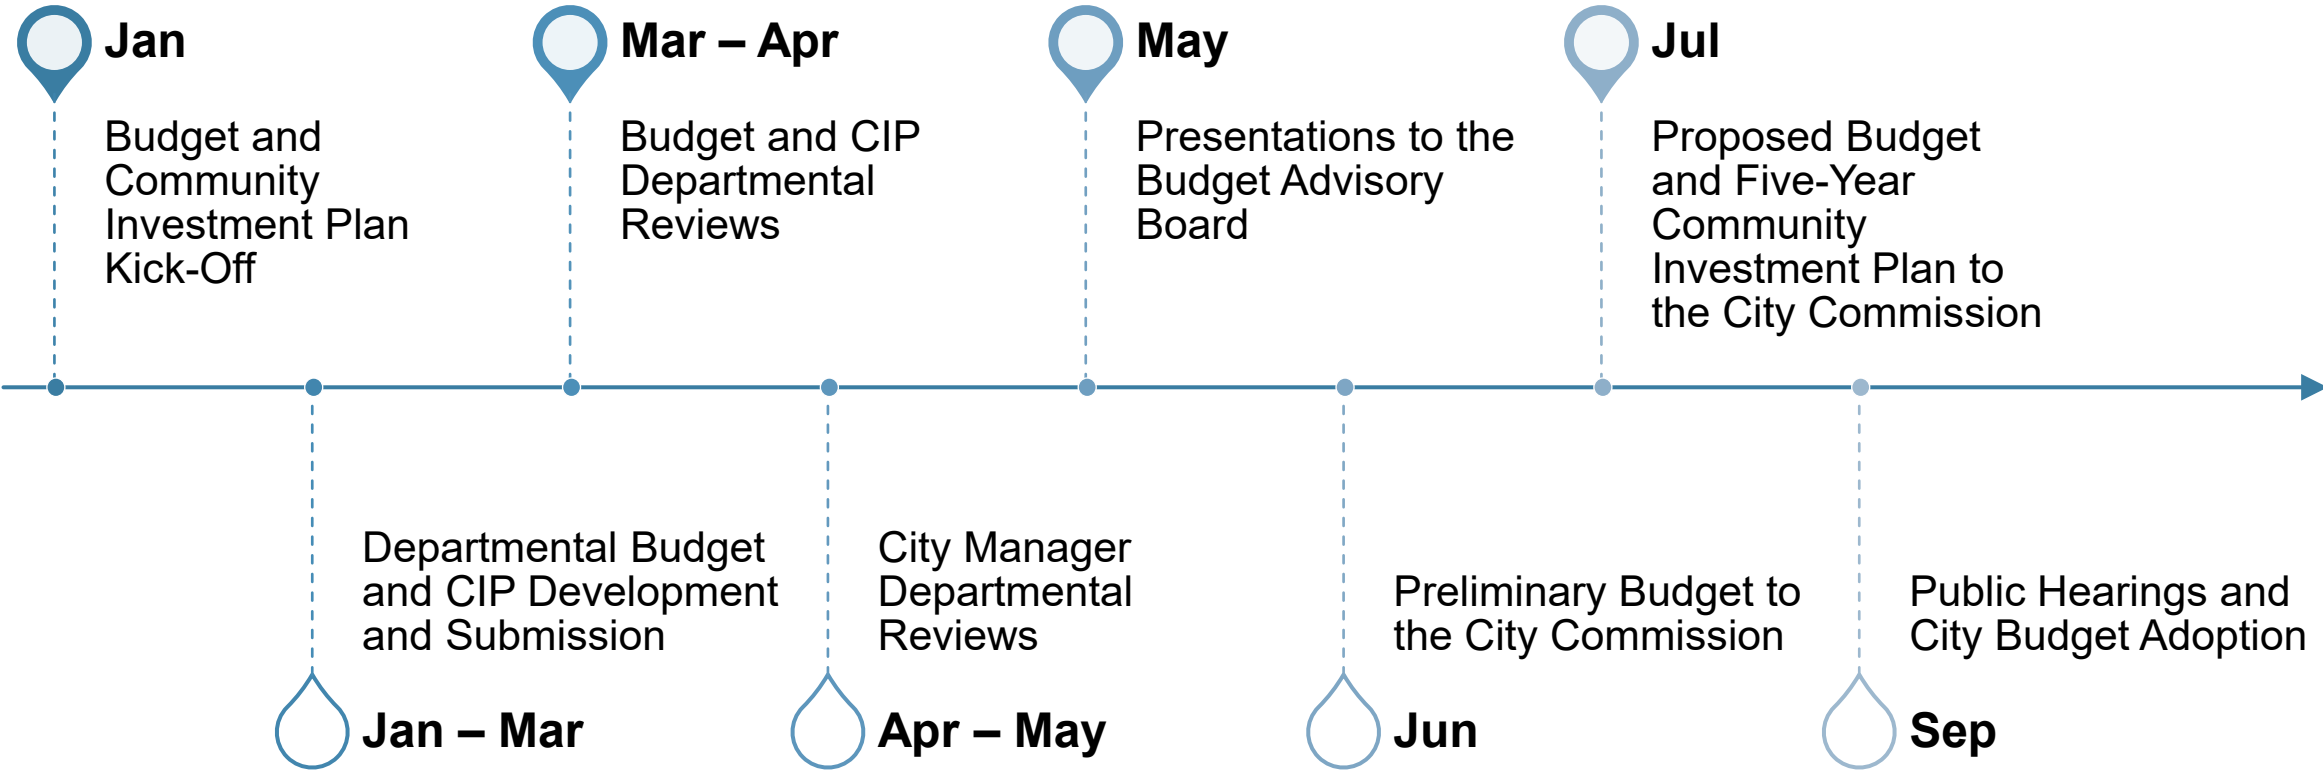 Jan
Budget and
Community
Investment Plan
Kick-Off
Mar – Apr
Budget and CIP
Departmental
Reviews
May
Presentations to the
Budget Advisory
Board
Jul
Proposed Budget
and Five-Year
Community
Investment Plan to
the City Commission
Departmental Budget
and CIP Development
and Submission
Jan – Mar
City Manager
Departmental
Reviews
Apr – May
Preliminary Budget to
the City Commission
Jun
Public Hearings and
City Budget Adoption
Sep